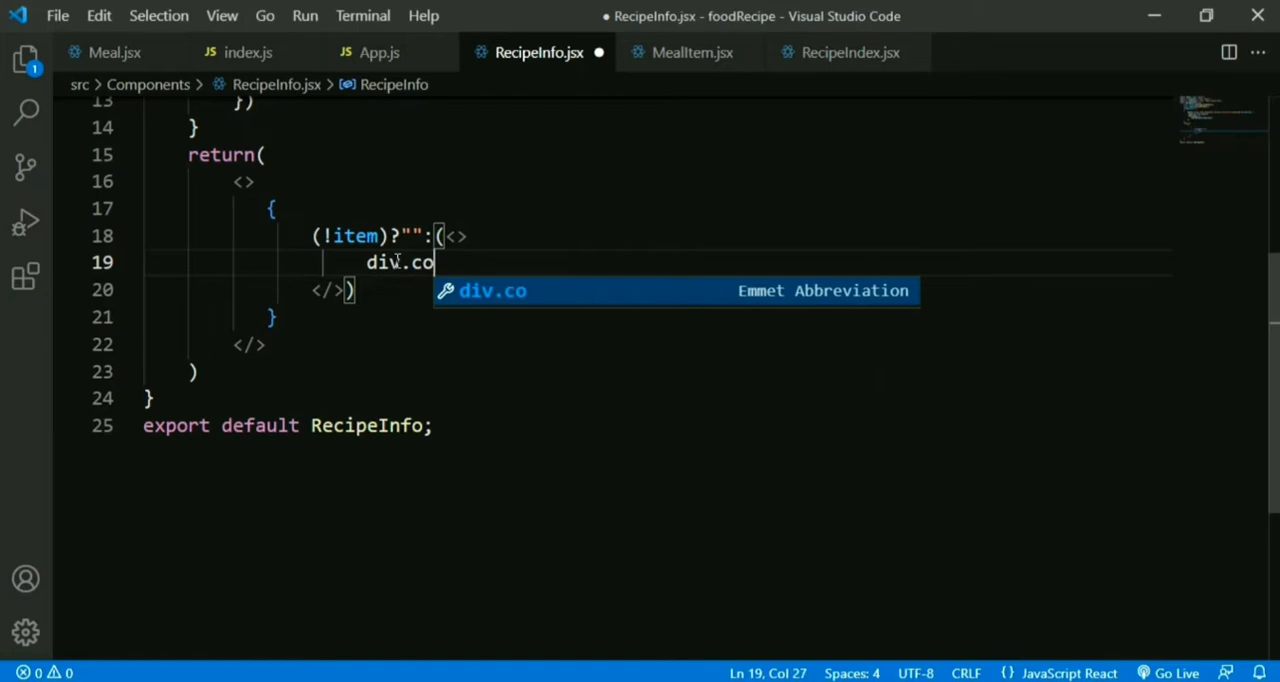 File Edit Selection View Go Run Terminal Help ● RecipeInfo.jsx - foodRecipe - Visual Studio Code
Meal.jsx JS index.js JS App.js RecipeInfo.jsx MealItem.jsx RecipeIndex.jsx
src > Components > RecipeInfo.jsx > RecipeInfo
1
13 })
14 }
15 return(
16 <>
17 {
18 (!item)?"":(<>
19 div.co
20 </>)
div.co Emmet Abbreviation
21 }
22 </>
23 )
24 }
25 export default RecipeInfo;
0 0 Ln 19, Col 27 Spaces: 4 UTF-8 CRLF {} JavaScript React Go Live